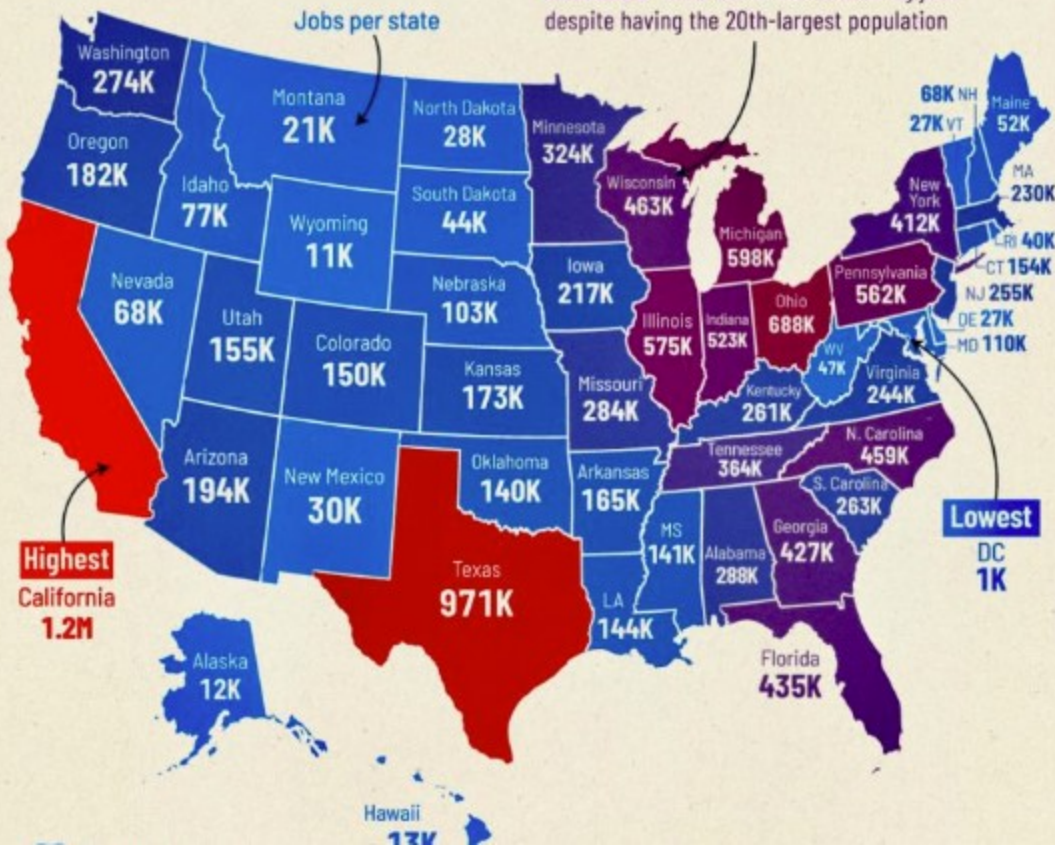 Jobs per state
despite having the 20th-largest population
Washington
274K
Oregon
182K
Montana
21K
North Dakota
28K
Minnesota
324K
Idaho
77K
Wyoming
11K
South Dakota
44K
Wisconsin
463K
Michigan
598K
New
York
412K
68K NH
27K VT
Maine
52K
MA
230K
RI 40K
CT 154K
NJ 255K
DE 27K
MD 110K
Pennsylvania
562K
Nevada
68K
Utah
155K
Colorado
150K
Nebraska
103K
Iowa
217K
Illinois
575K
Indiana
523K
Ohio
688K
WV
47K
Virginia
244K
Kansas
173K
Missouri
284K
Kentucky
261K
Arizona
194K
New Mexico
30K
Oklahoma
140K
Arkansas
165K
Tennessee
364K
N. Carolina
459K
S. Carolina
263K
Texas
971K
LA
144K
MS
141K
Alabama
288K
Georgia
427K
Florida
435K
Highest
California
1.2M
Lowest
DC
1K
Alaska
12K
Hawaii
13K